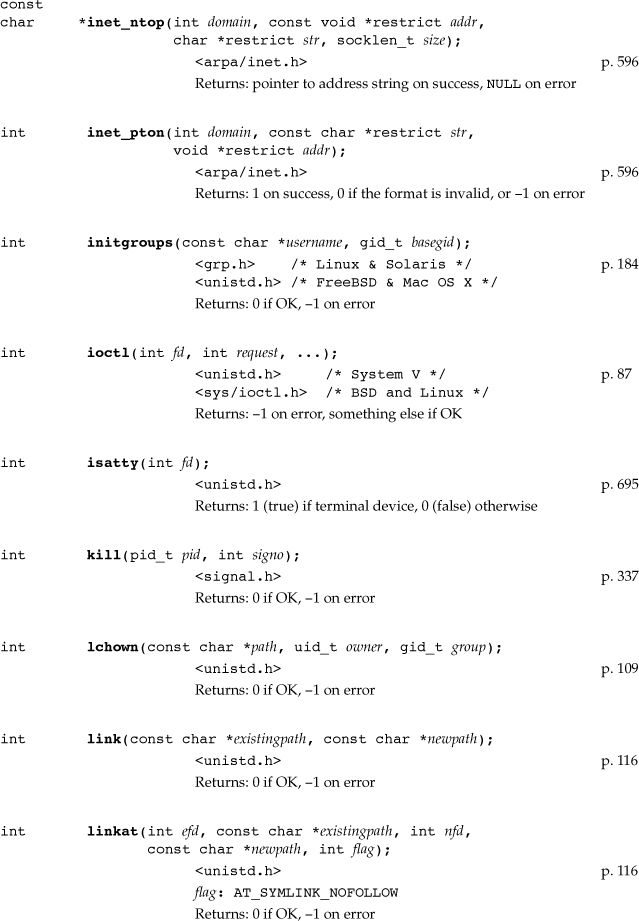 const
char *inet_ntop(int domain, const void *restrict addr,
char *restrict str, socklen_t size);
<arpa/inet.h> p. 596
Returns: pointer to address string on success, NULL on error
int inet_pton(int domain, const char *restrict str,
void *restrict addr);
<arpa/inet.h> p. 596
Returns: 1 on success, 0 if the format is invalid, or –1 on error
int initgroups(const char *username, gid_t basegid);
<grp.h> /* Linux & Solaris */ p. 184
<unistd.h> /* FreeBSD & Mac OS X */
Returns: 0 if OK, –1 on error
int ioctl(int fd, int request, ...);
<unistd.h> /* System V */ p. 87
<sys/ioctl.h> /* BSD and Linux */
Returns: –1 on error, something else if OK
int isatty(int fd);
<unistd.h> p. 695
Returns: 1 (true) if terminal device, 0 (false) otherwise
int kill(pid_t pid, int signo);
<signal.h> p. 337
Returns: 0 if OK, –1 on error
int lchown(const char *path, uid_t owner, gid_t group);
<unistd.h> p. 109
Returns: 0 if OK, –1 on error
int link(const char *existingpath, const char *newpath);
<unistd.h> p. 116
Returns: 0 if OK, –1 on error
int linkat(int efd, const char *existingpath, int nfd,
const char *newpath, int flag);
<unistd.h> p. 116
flag: AT_SYMLINK_NOFOLLOW
Returns: 0 if OK, –1 on error